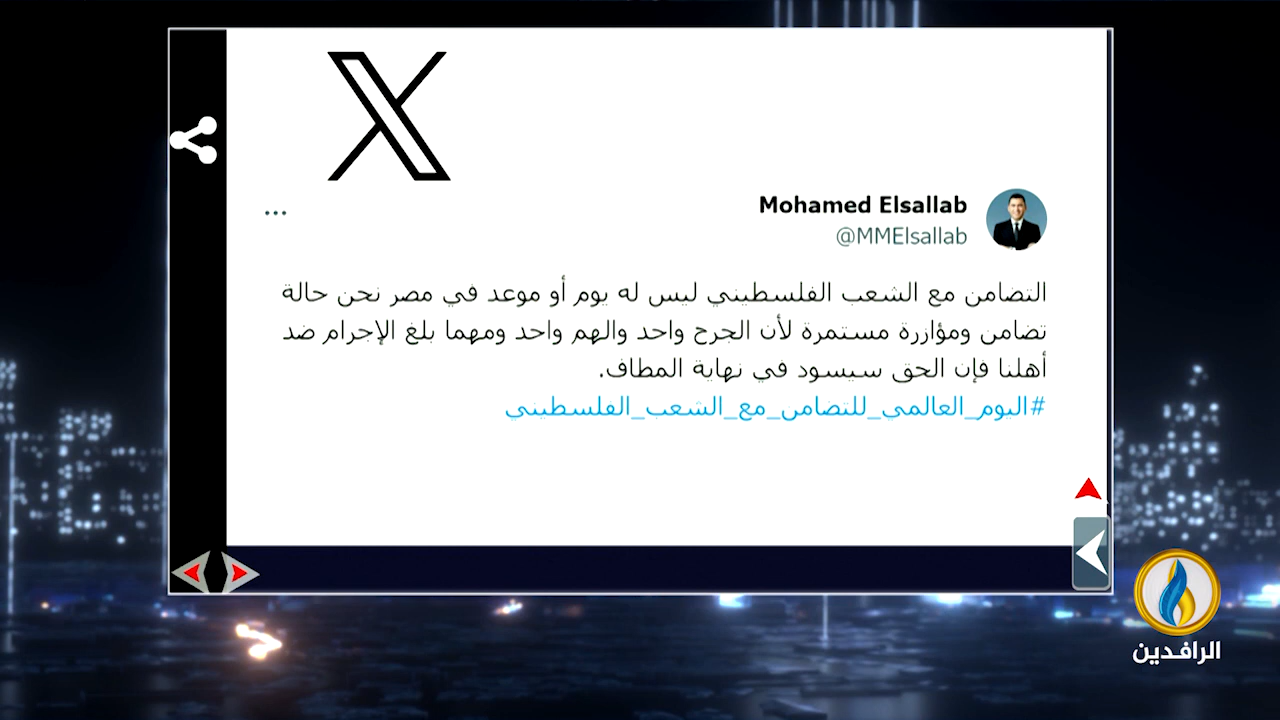 Mohamed Elsallab
@MMElsallab
التضامن مع الشعب الفلسطيني ليس له يوم أو موعد في مصر نحن حالة
تضامن ومؤازرة مستمرة لأن الجرح واحد والهم واحد ومهما بلغ الإجرام ضد
أهلنا فإن الحق سيسود في نهاية المطاف.
#اليوم_العالمي_للتضامن_مع_الشعب_الفلسطيني
الرافدين